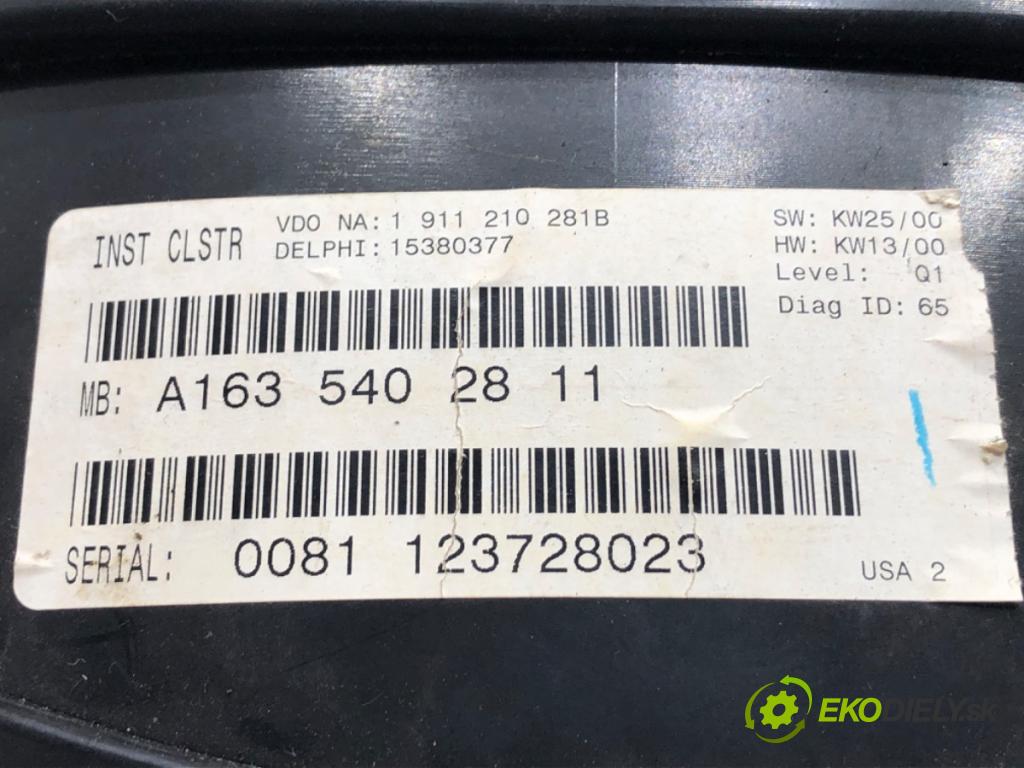 INST CLSTR
VDO NA: 1 911 210 281B
DELPHI: 15380377
SW: KW25/00
HW: KW13/00
Level: Q1
Diag ID: 65
MB: A163 540 28 11
SERIAL: 0081 123728023
USA 2
EKODIELY.sk